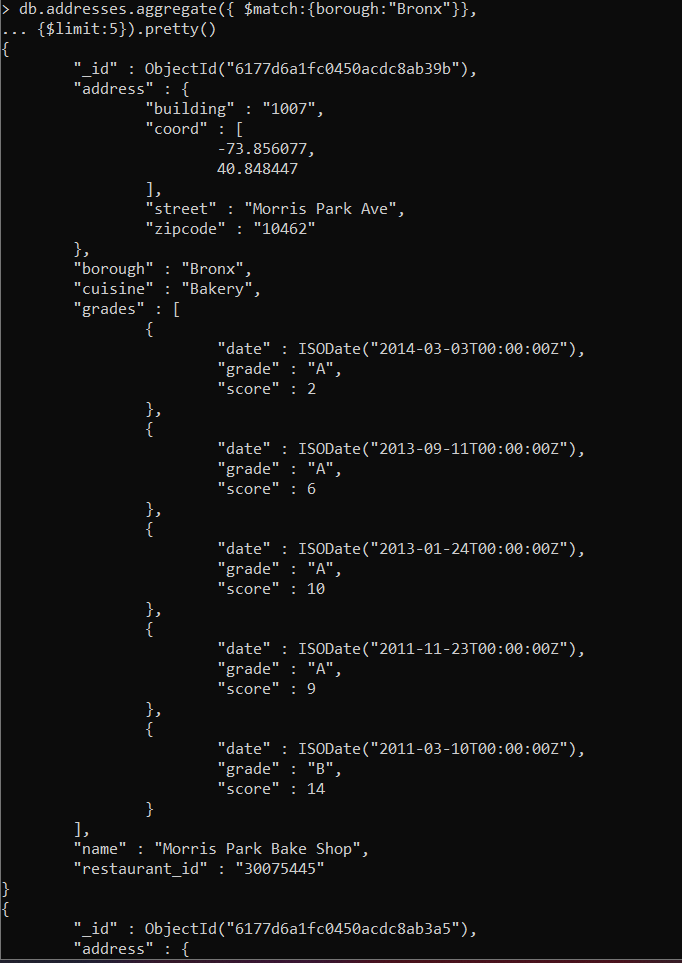 > db.addresses.aggregate({ $match:{borough:"Bronx"}},
... {$limit:5}).pretty()
{
        "_id" : ObjectId("6177d6a1fc0450acdc8ab39b"),
        "address" : {
                "building" : "1007",
                "coord" : [
                        -73.856077,
                        40.848447
                ],
                "street" : "Morris Park Ave",
                "zipcode" : "10462"
        },
        "borough" : "Bronx",
        "cuisine" : "Bakery",
        "grades" : [
                {
                        "date" : ISODate("2014-03-03T00:00:00Z"),
                        "grade" : "A",
                        "score" : 2
                },
                {
                        "date" : ISODate("2013-09-11T00:00:00Z"),
                        "grade" : "A",
                        "score" : 6
                },
                {
                        "date" : ISODate("2013-01-24T00:00:00Z"),
                        "grade" : "A",
                        "score" : 10
                },
                {
                        "date" : ISODate("2011-11-23T00:00:00Z"),
                        "grade" : "A",
                        "score" : 9
                },
                {
                        "date" : ISODate("2011-03-10T00:00:00Z"),
                        "grade" : "B",
                        "score" : 14
                }
        ],
        "name" : "Morris Park Bake Shop",
        "restaurant_id" : "30075445"
}
{
        "_id" : ObjectId("6177d6a1fc0450acdc8ab3a5"),
        "address" : {